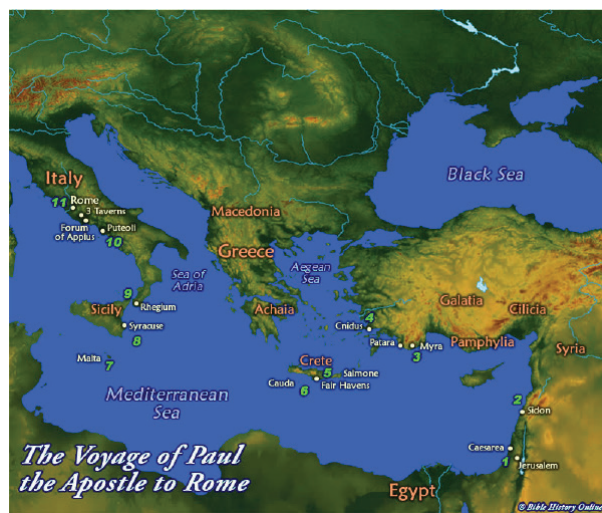 Black Sea
Italy
11 Rome
3 Taverns
Forum
of Appius
Puteoli
10
Macedonia
Greece
Sea of
Adria
Aegean
Sea
9
Rhegium
Sicily
Syracuse
8
Achaia
Galatia
Cilicia
4
Cnidus
Patara
Myra
3
Pamphylia
Syria
Malta
7
Crete
5
Salmone
Cauda
6
Fair Havens
Mediterranean
Sea
2
Sidon
Caesarea
1
Jerusalem
Egypt
The Voyage of Paul
the Apostle to Rome
© Bible History Online